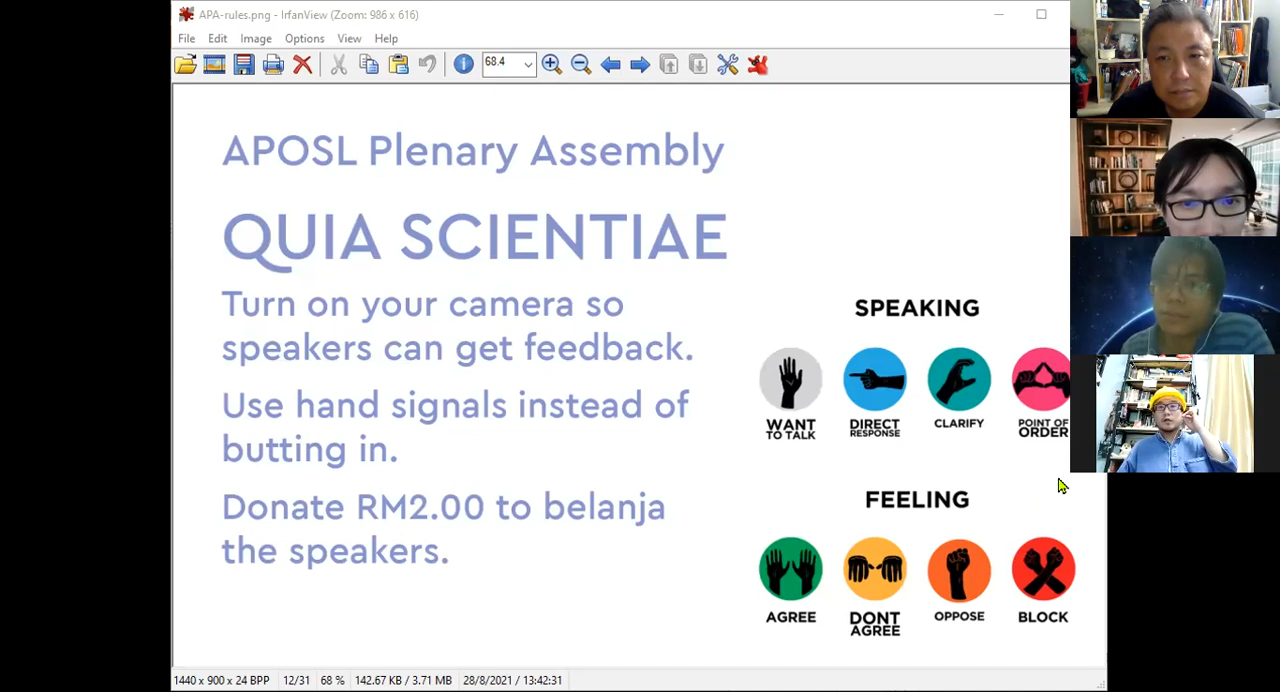 APA-rules.png - IrfanView (Zoom: 986 x 616)
File Edit Image Options View Help
68.4
APOSL Plenary Assembly
QUIA SCIENTIAE
Turn on your camera so
speakers can get feedback.
Use hand signals instead of
butting in.
Donate RM2.00 to belanja
the speakers.
SPEAKING
WANT
TO TALK
DIRECT
RESPONSE
CLARIFY
POINT OF
ORDER
FEELING
AGREE
DONT
AGREE
OPPOSE
BLOCK
1440 x 900 x 24 BPP 12/31 68 % 142.67 KB / 3.71 MB 28/8/2021 / 13:42:31